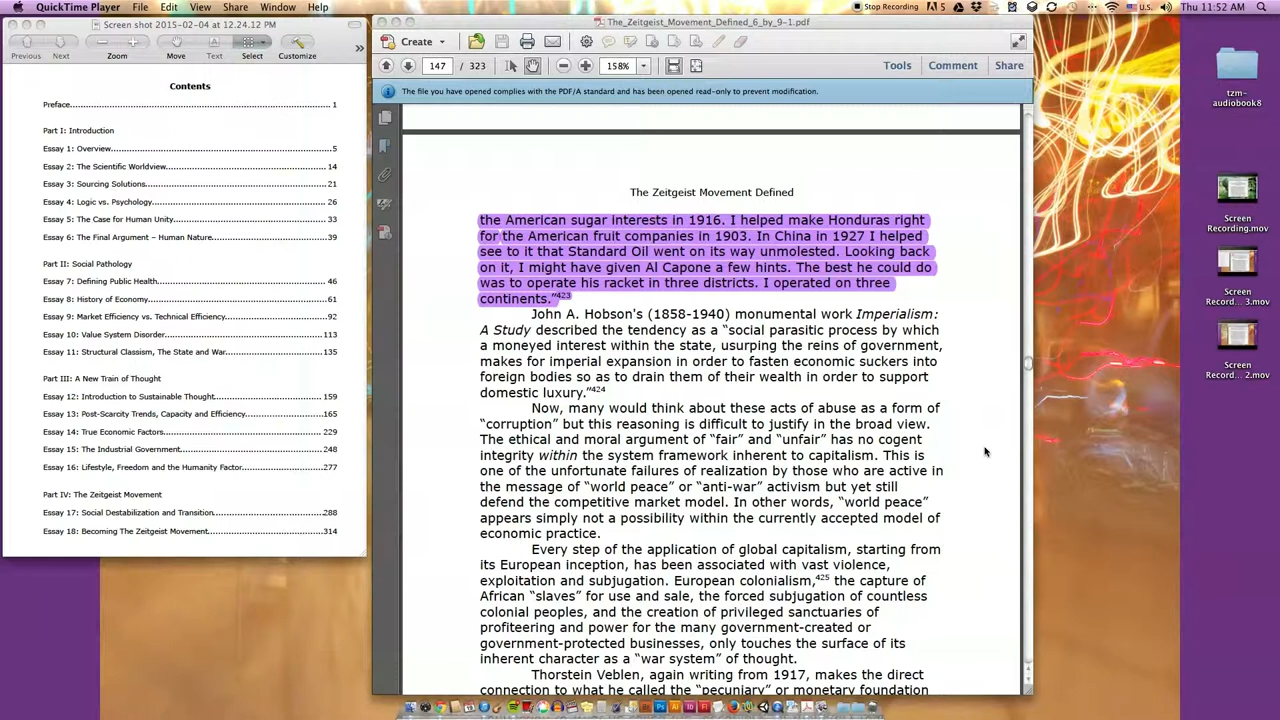 QuickTime Player File Edit View Share Window Help
Stop Recording
5
U.S.
Thu 11:52 AM
Screen shot 2015-02-04 at 12.24.12 PM
Previous Next Zoom Move Text Select Customize
Contents
Preface 1
Part I: Introduction
Essay 1: Overview 5
Essay 2: The Scientific Worldview 14
Essay 3: Sourcing Solutions 21
Essay 4: Logic vs. Psychology 26
Essay 5: The Case for Human Unity 33
Essay 6: The Final Argument – Human Nature 39
Part II: Social Pathology
Essay 7: Defining Public Health 46
Essay 8: History of Economy 61
Essay 9: Market Efficiency vs. Technical Efficiency 92
Essay 10: Value System Disorder 113
Essay 11: Structural Classism, The State and War 135
Part III: A New Train of Thought
Essay 12: Introduction to Sustainable Thought 159
Essay 13: Post-Scarcity Trends, Capacity and Efficiency 165
Essay 14: True Economic Factors 229
Essay 15: The Industrial Government 248
Essay 16: Lifestyle, Freedom and the Humanity Factor 277
Part IV: The Zeitgeist Movement
Essay 17: Social Destabilization and Transition 288
Essay 18: Becoming The Zeitgeist Movement 314
The_Zeitgeist_Movement_Defined_6_by_9-1.pdf
Create
147 / 323
158%
Tools Comment Share
The file you have opened complies with the PDF/A standard and has been opened read-only to prevent modification.
The Zeitgeist Movement Defined
the American sugar interests in 1916. I helped make Honduras right
for the American fruit companies in 1903. In China in 1927 I helped
see to it that Standard Oil went on its way unmolested. Looking back
on it, I might have given Al Capone a few hints. The best he could do
was to operate his racket in three districts. I operated on three
continents.”423
John A. Hobson's (1858-1940) monumental work Imperialism:
A Study described the tendency as a “social parasitic process by which
a moneyed interest within the state, usurping the reins of government,
makes for imperial expansion in order to fasten economic suckers into
foreign bodies so as to drain them of their wealth in order to support
domestic luxury.”424
Now, many would think about these acts of abuse as a form of
“corruption” but this reasoning is difficult to justify in the broad view.
The ethical and moral argument of “fair” and “unfair” has no cogent
integrity within the system framework inherent to capitalism. This is
one of the unfortunate failures of realization by those who are active in
the message of “world peace” or “anti-war” activism but yet still
defend the competitive market model. In other words, “world peace”
appears simply not a possibility within the currently accepted model of
economic practice.
Every step of the application of global capitalism, starting from
its European inception, has been associated with vast violence,
exploitation and subjugation. European colonialism,425 the capture of
African “slaves” for use and sale, the forced subjugation of countless
colonial peoples, and the creation of privileged sanctuaries of
profiteering and power for the many government-created or
government-protected businesses, only touches the surface of its
inherent character as a “war system” of thought.
Thorstein Veblen, again writing from 1917, makes the direct
connection to what he called the “pecuniary” or monetary foundation
tzm-
audiobook8
Screen
Recording.mov
Screen
Record...3.mov
Screen
Record...2.mov